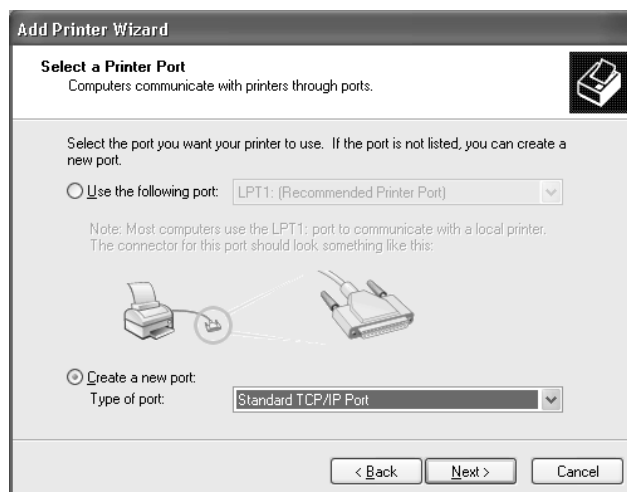 Add Printer Wizard
Select a Printer Port
Computers communicate with printers through ports.
Select the port you want your printer to use. If the port is not listed, you can create a
new port.
Use the following port: LPT1: (Recommended Printer Port)
Note: Most computers use the LPT1: port to communicate with a local printer.
The connector for this port should look something like this:
Create a new port:
Type of port: Standard TCP/IP Port
< Back Next > Cancel